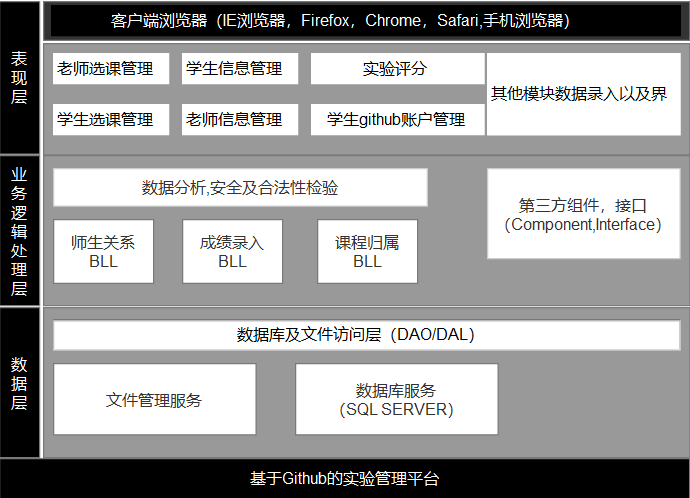 客户端浏览器（IE浏览器，Firefox，Chrome，Safari,手机浏览器）
表现层
老师选课管理
学生信息管理
实验评分
其他模块数据录入以及界
学生选课管理
老师信息管理
学生github账户管理
业务逻辑处理层
数据分析,安全及合法性检验
第三方组件，接口
（Component,Interface）
师生关系
BLL
成绩录入
BLL
课程归属
BLL
数据层
数据库及文件访问层（DAO/DAL）
文件管理服务
数据库服务
（SQL SERVER）
基于Github的实验管理平台